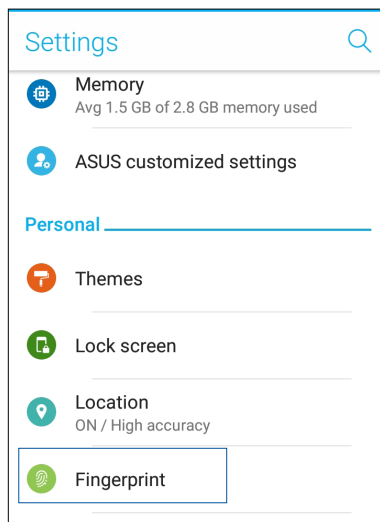 Settings
Memory
Avg 1.5 GB of 2.8 GB memory used
ASUS customized settings
Personal
Themes
Lock screen
Location
ON / High accuracy
Fingerprint